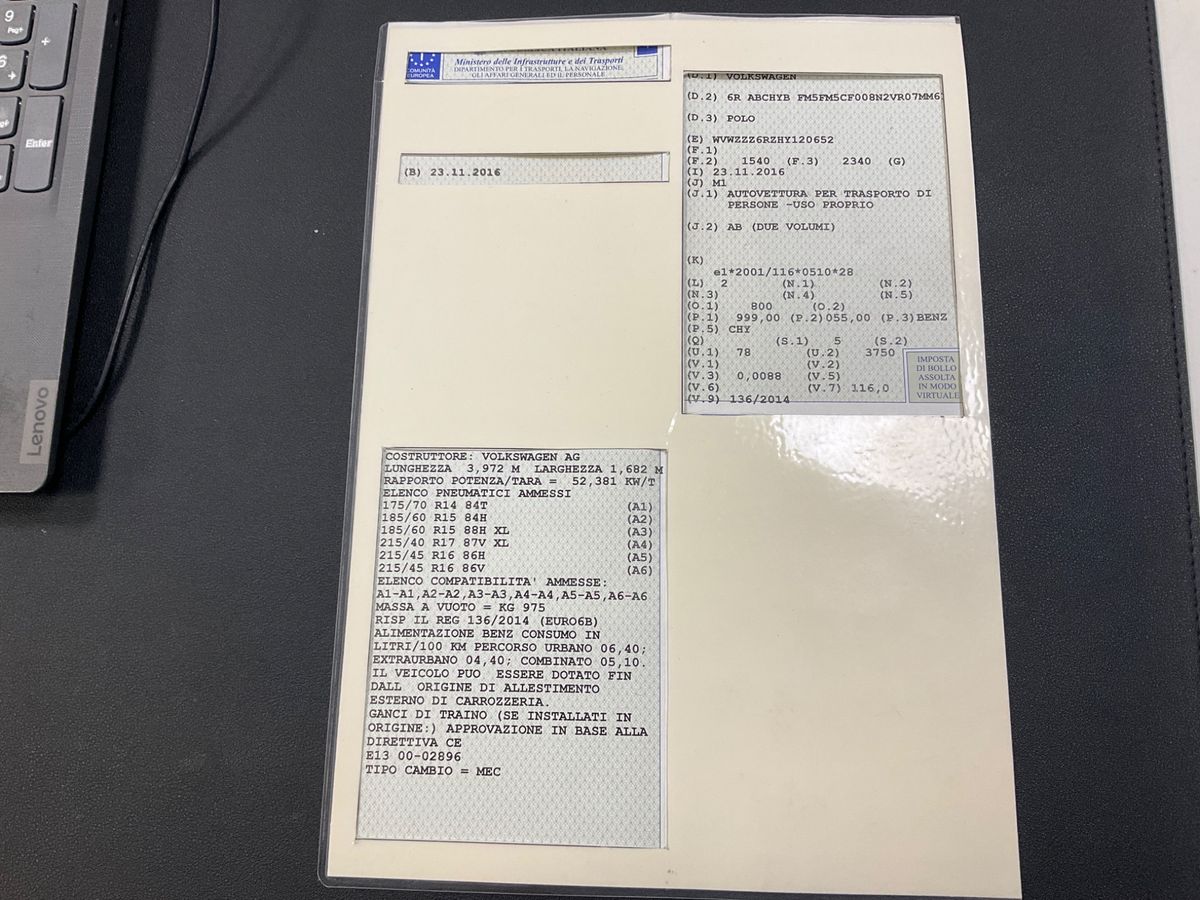 9
PgUp
+
6
Enter
Lenovo
COMUNITÀ
EUROPEA
Ministero delle Infrastrutture e dei Trasporti
DIPARTIMENTO PER I TRASPORTI, LA NAVIGAZIONE,
GLI AFFARI GENERALI ED IL PERSONALE
(B) 23.11.2016
COSTRUTTORE: VOLKSWAGEN AG
LUNGHEZZA 3,972 M LARGHEZZA 1,682 M
RAPPORTO POTENZA/TARA = 52,381 KW/T
ELENCO PNEUMATICI AMMESSI
175/70 R14 84T (A1)
185/60 R15 84H (A2)
185/60 R15 88H XL (A3)
215/40 R17 87V XL (A4)
215/45 R16 86H (A5)
215/45 R16 86V (A6)
ELENCO COMPATIBILITA' AMMESSE:
A1-A1,A2-A2,A3-A3,A4-A4,A5-A5,A6-A6
MASSA A VUOTO = KG 975
RISP IL REG 136/2014 (EURO6B)
ALIMENTAZIONE BENZ CONSUMO IN
LITRI/100 KM PERCORSO URBANO 06,40;
EXTRAURBANO 04,40; COMBINATO 05,10.
IL VEICOLO PUO ESSERE DOTATO FIN
DALL ORIGINE DI ALLESTIMENTO
ESTERNO DI CARROZZERIA.
GANCI DI TRAINO (SE INSTALLATI IN
ORIGINE:) APPROVAZIONE IN BASE ALLA
DIRETTIVA CE
E13 00-02896
TIPO CAMBIO = MEC
(D.1) VOLKSWAGEN
(D.2) 6R ABCHYB FM5FM5CF008N2VR07MM6
(D.3) POLO
(E) WVWZZZ6RZHY120652
(F.1)
(F.2) 1540 (F.3) 2340 (G)
(I) 23.11.2016
(J) M1
(J.1) AUTOVETTURA PER TRASPORTO DI
PERSONE -USO PROPRIO
(J.2) AB (DUE VOLUMI)
(K)
e1*2001/116*0510*28
(L) 2 (N.1) (N.2)
(N.3) (N.4) (N.5)
(O.1) 800 (O.2)
(P.1) 999,00 (P.2)055,00 (P.3)BENZ
(P.5) CHY
(Q) (S.1) 5 (S.2)
(U.1) 78 (U.2) 3750
(V.1) (V.2)
(V.3) 0,0088 (V.5)
(V.6) (V.7) 116,0
(V.9) 136/2014
IMPOSTA
DI BOLLO
ASSOLTA
IN MODO
VIRTUALE